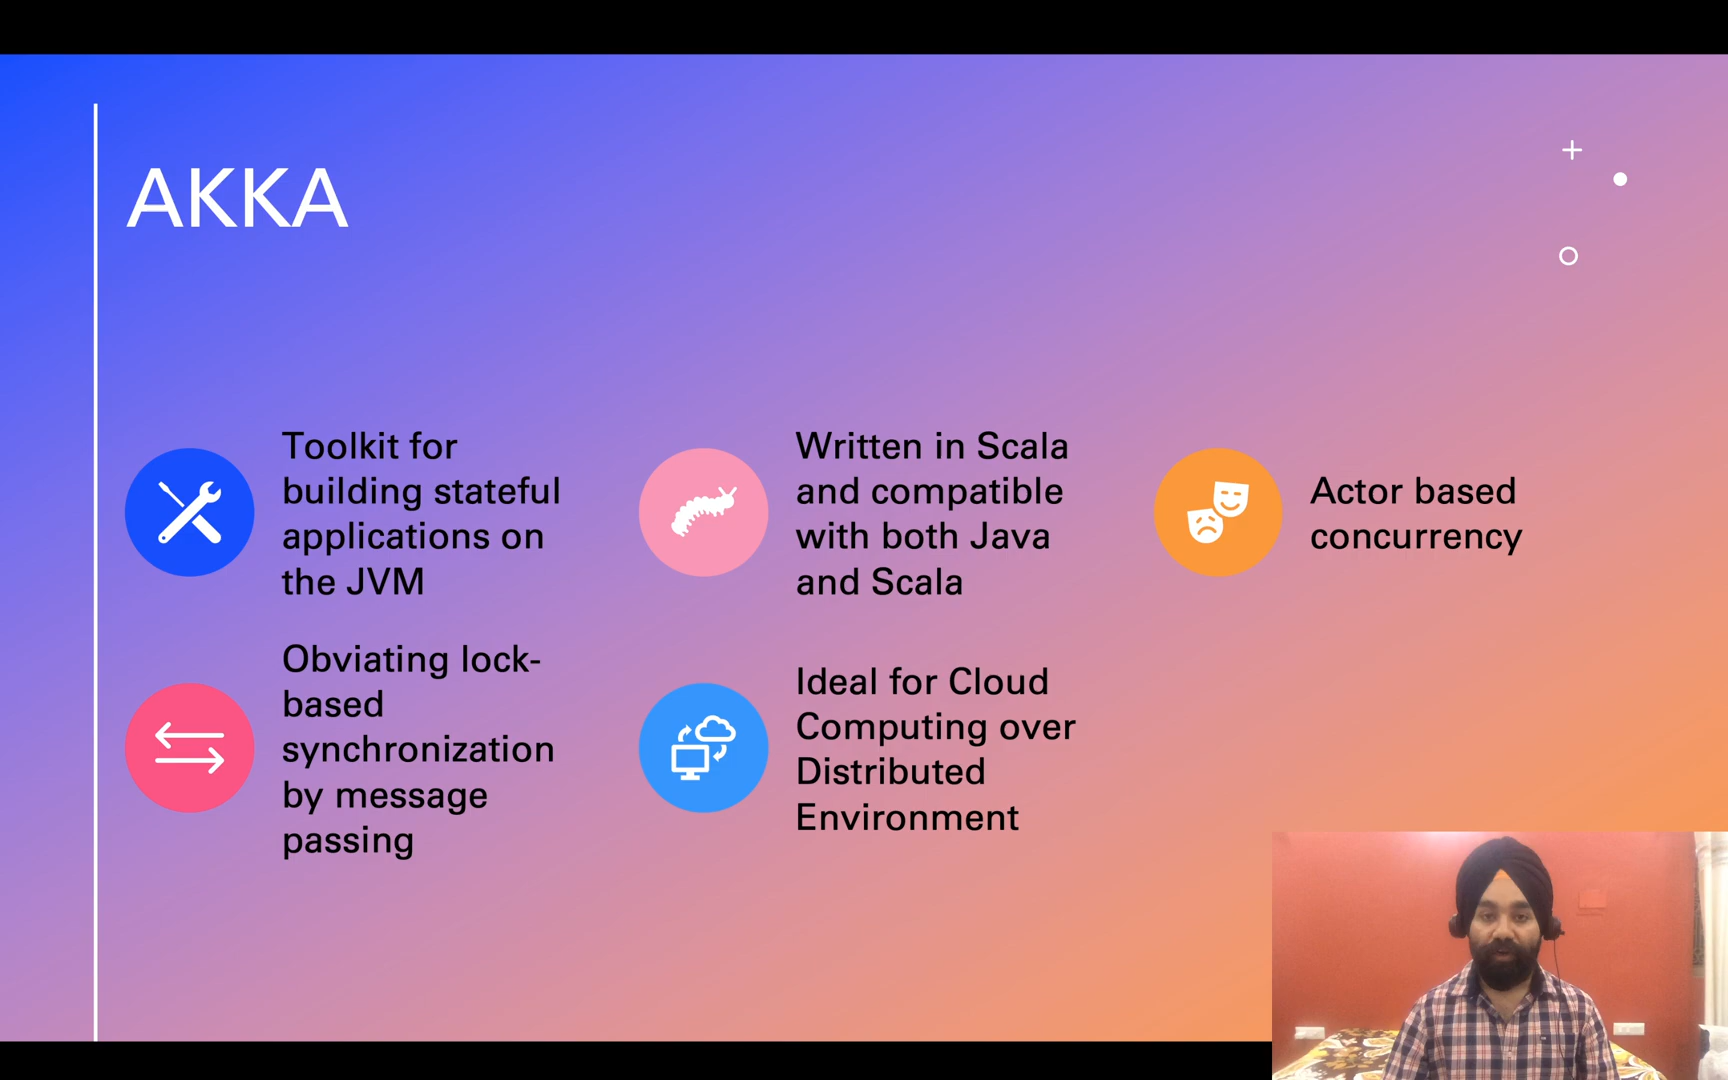 AKKA
Toolkit for
building stateful
applications on
the JVM
Written in Scala
and compatible
with both Java
and Scala
Actor based
concurrency
Obviating lock-
based
synchronization
by message
passing
Ideal for Cloud
Computing over
Distributed
Environment